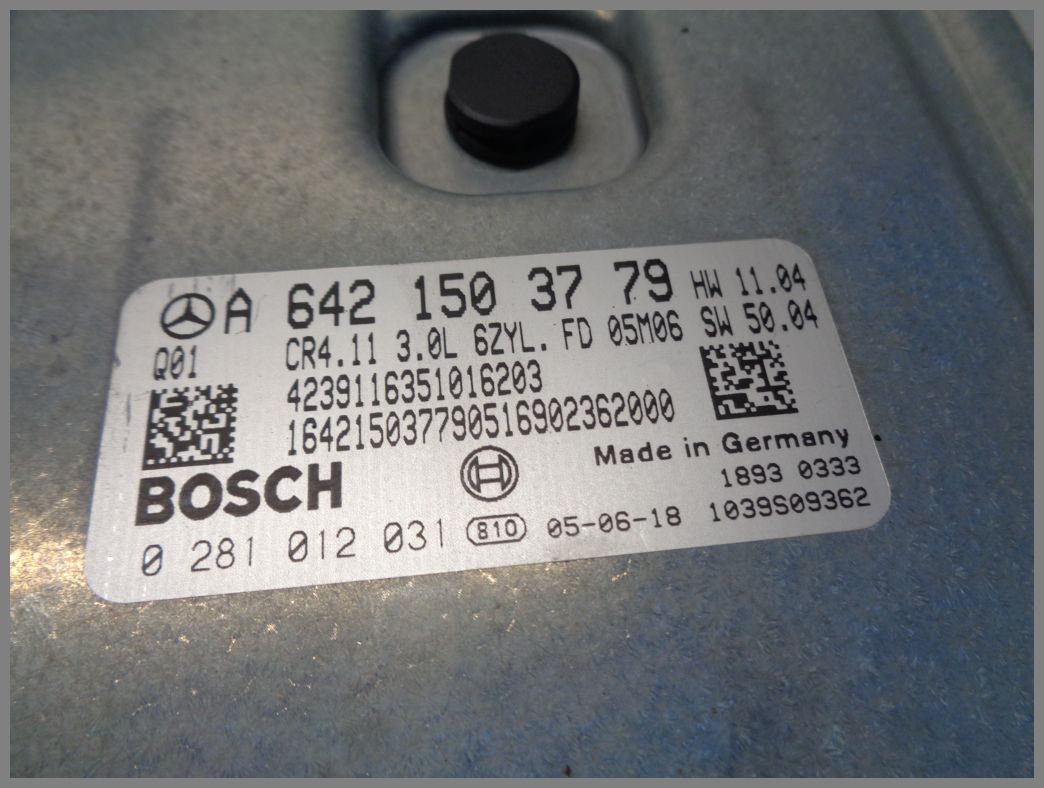 A 642 150 37 79 HW 11.04
Q01 CR4.11 3.0L 6ZYL. FD 05M06 SW 50.04
4239116351016203
164215037790516902362000
BOSCH Made in Germany
1893 0333
0 281 012 031 810 05-06-18 1039S09362